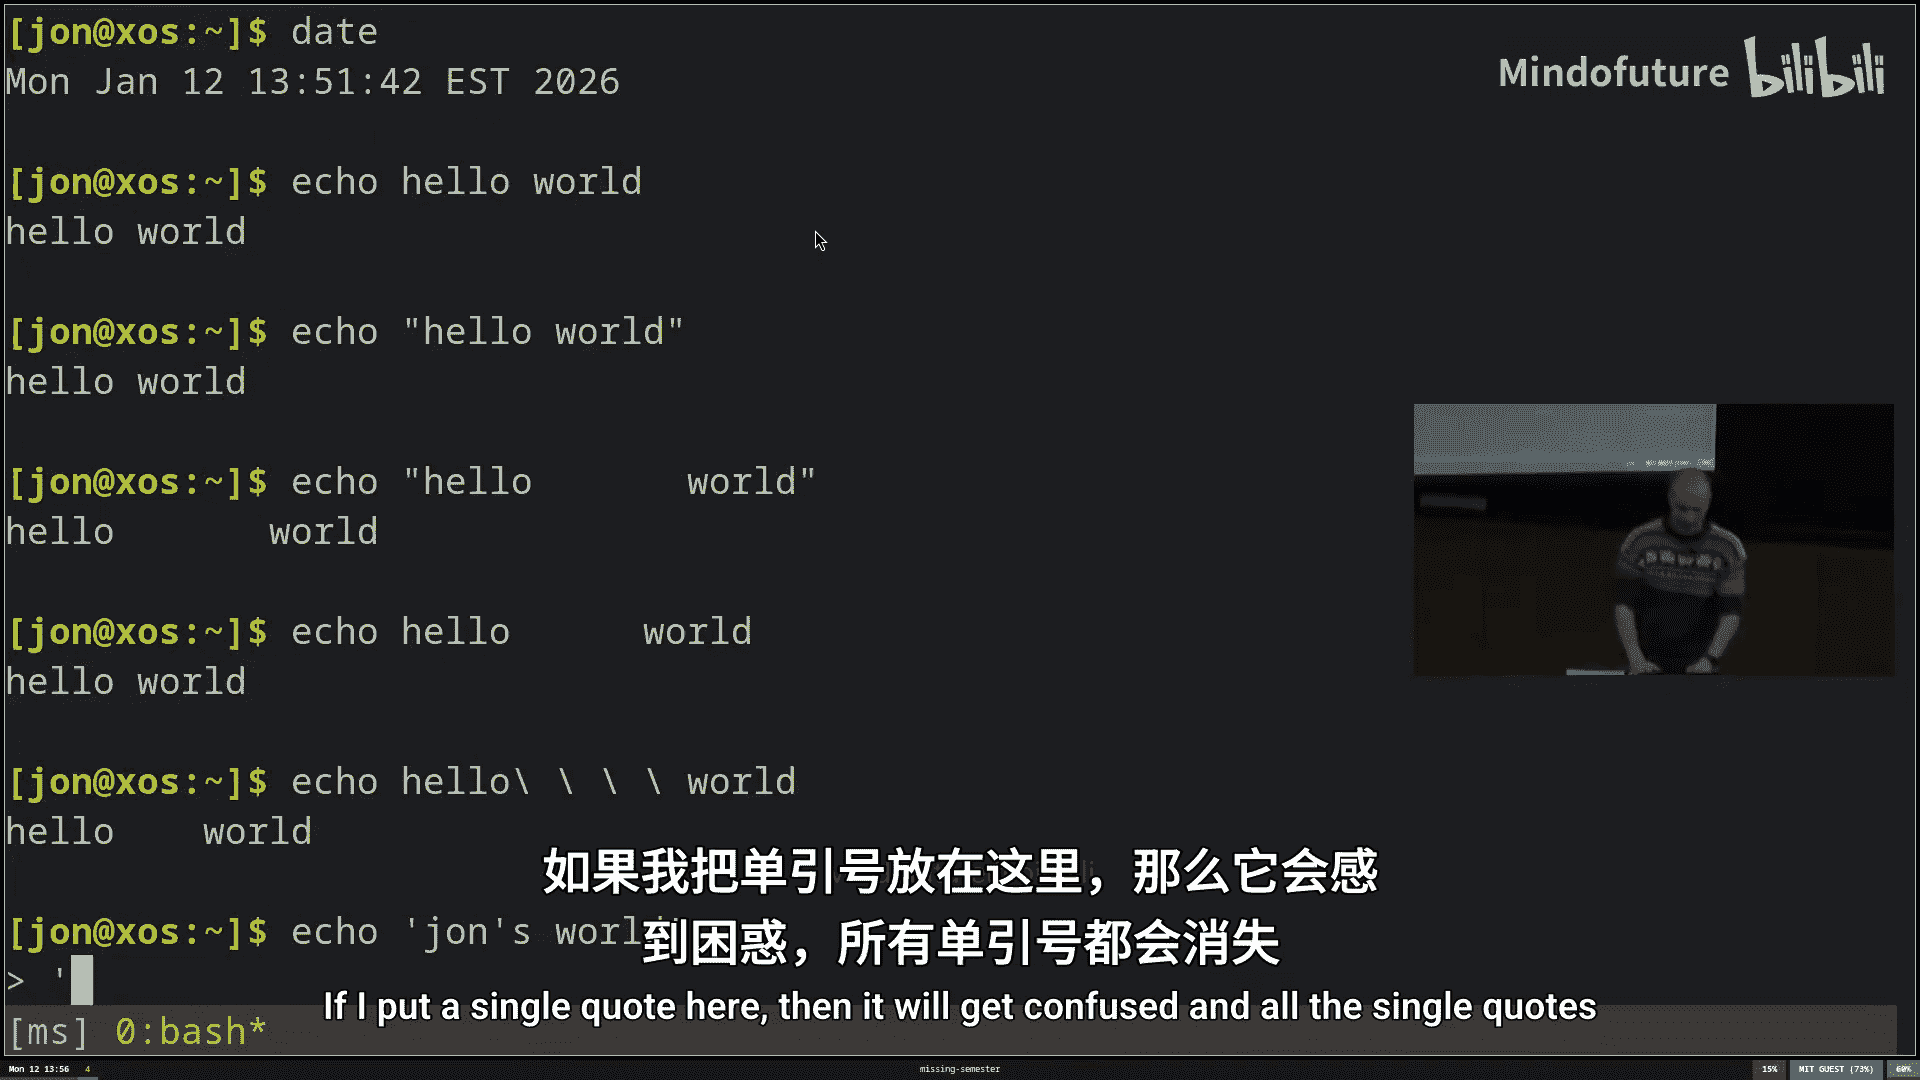 [jon@xos:~]$ date
Mon Jan 12 13:51:42 EST 2026
Mindofuture bilibili
[jon@xos:~]$ echo hello world
hello world
[jon@xos:~]$ echo "hello world"
hello world
[jon@xos:~]$ echo "hello       world"
hello       world
[jon@xos:~]$ echo hello      world
hello world
[jon@xos:~]$ echo hello\ \ \ \ world
hello    world
如果我把单引号放在这里，那么它会感
[jon@xos:~]$ echo 'jon's
到困惑，所有单引号都会消失
> '
If I put a single quote here, then it will get confused and all the single quotes
[ms] 0:bash*
Mon 12 13:56 4 missing-semester 15% MIT GUEST (73%) 60%